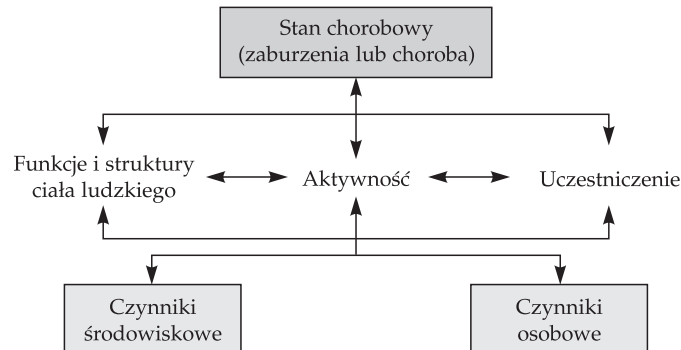 Stan chorobowy
(zaburzenia lub choroba)
Funkcje i struktury
ciała ludzkiego
Aktywność
Uczestniczenie
Czynniki
środowiskowe
Czynniki
osobowe